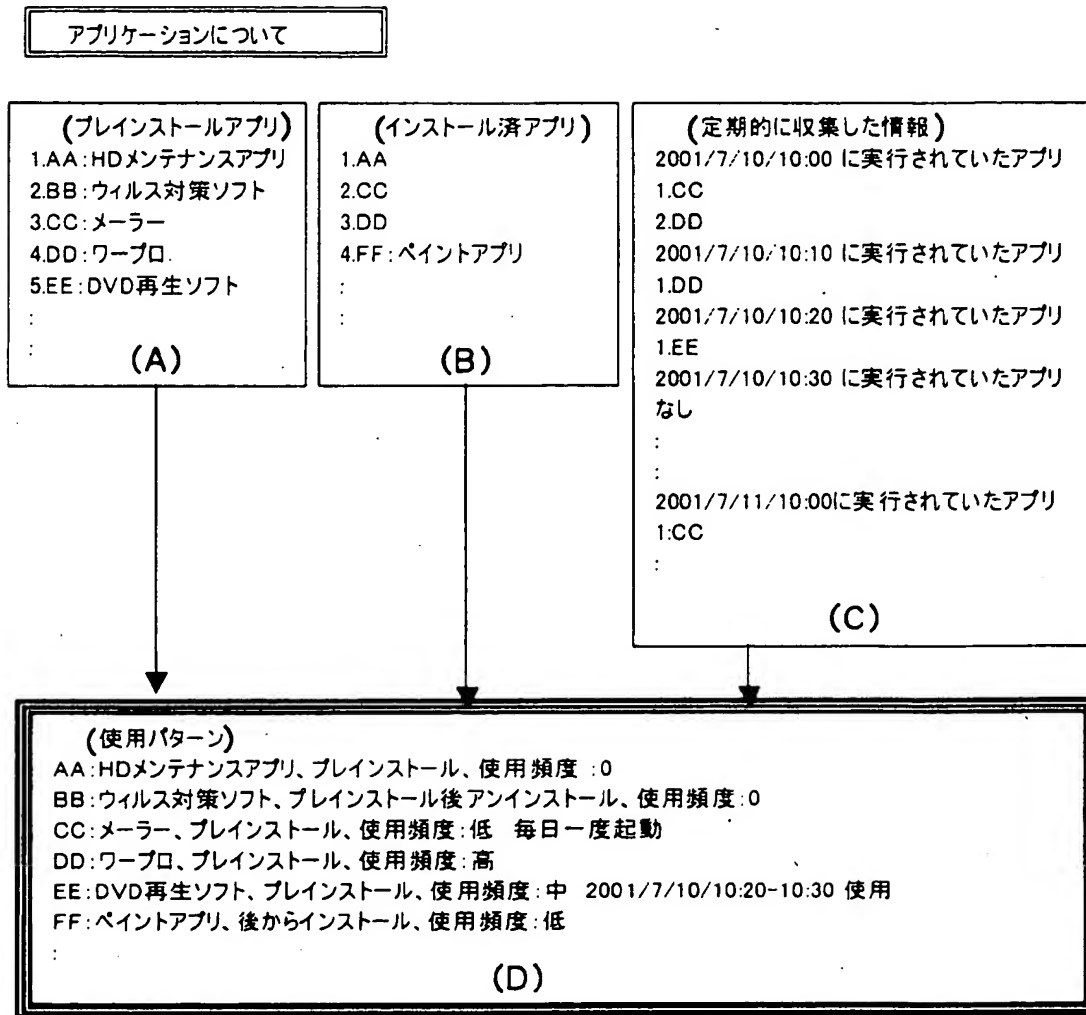 アプリケーションについて
(プレインストールアプリ)
1.AA:HDメンテナンスアプリ
2.BB:ウィルス対策ソフト
3.CC:メーラー
4.DD:ワープロ.
5.EE:DVD再生ソフト
:
:
(A)
(インストール済アプリ)
1.AA
2.CC
3.DD
4.FF:ペイントアプリ
:
:
(B)
(定期的に収集した情報)
2001/7/10/10:00 に実行されていたアプリ
1.CC
2.DD
2001/7/10/10:10 に実行されていたアプリ
1.DD
2001/7/10/10:20 に実行されていたアプリ
1.EE
2001/7/10/10:30 に実行されていたアプリ
なし
:
:
2001/7/11/10:00に実行されていたアプリ
1:CC
:
(C)
(使用パターン)
AA:HDメンテナンスアプリ、プレインストール、使用頻度:0
BB:ウィルス対策ソフト、プレインストール後アンインストール、使用頻度:0
CC:メーラー、プレインストール、使用頻度:低 毎日一度起動
DD:ワープロ、プレインストール、使用頻度:高
EE:DVD再生ソフト、プレインストール、使用頻度:中 2001/7/10/10:20-10:30 使用
FF:ペイントアプリ、後からインストール、使用頻度:低
:
(D)